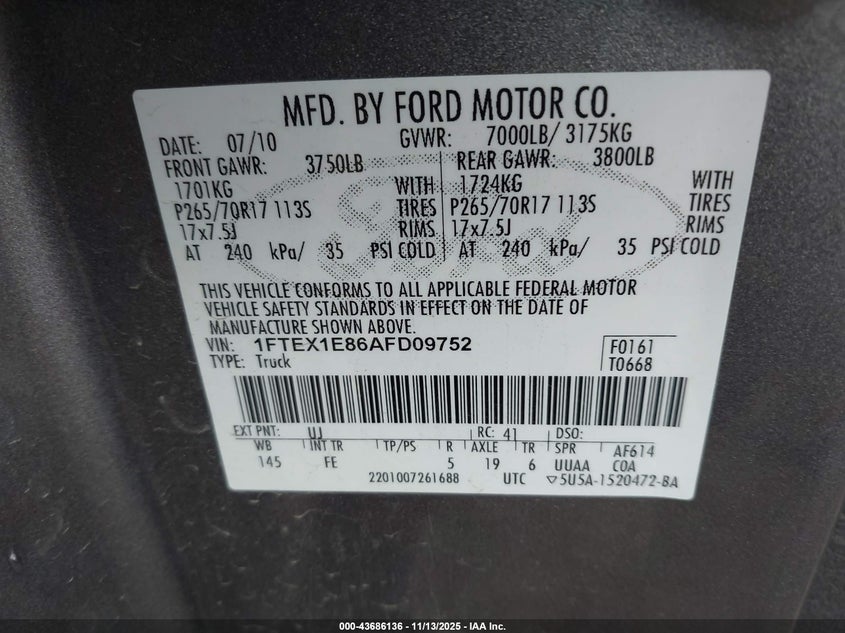 MFD. BY FORD MOTOR CO.
DATE: 07/10 GVWR: 7000LB/ 3175KG
FRONT GAWR: 3750LB REAR GAWR: 3800LB
1701KG WITH 1724KG WITH
P265/70R17 113S TIRES P265/70R17 113S TIRES
17x7.5J RIMS 17x7.5J RIMS
AT 240 kPa/ 35 PSI COLD AT 240 kPa/ 35 PSI COLD
THIS VEHICLE CONFORMS TO ALL APPLICABLE FEDERAL MOTOR
VEHICLE SAFETY STANDARDS IN EFFECT ON THE DATE OF
MANUFACTURE SHOWN ABOVE.
VIN: 1FTEX1E86AFD09752 F0161
TYPE: Truck T0668
EXT PNT: UJ RC: 41 DSO:
WB INT TR TP/PS R AXLE TR SPR AF614
145 FE 5 19 6 UUAA COA
2201007261688 UTC ▽5U5A-1520472-BA
Ford
000-43686136 - 11/13/2025 - IAA Inc.